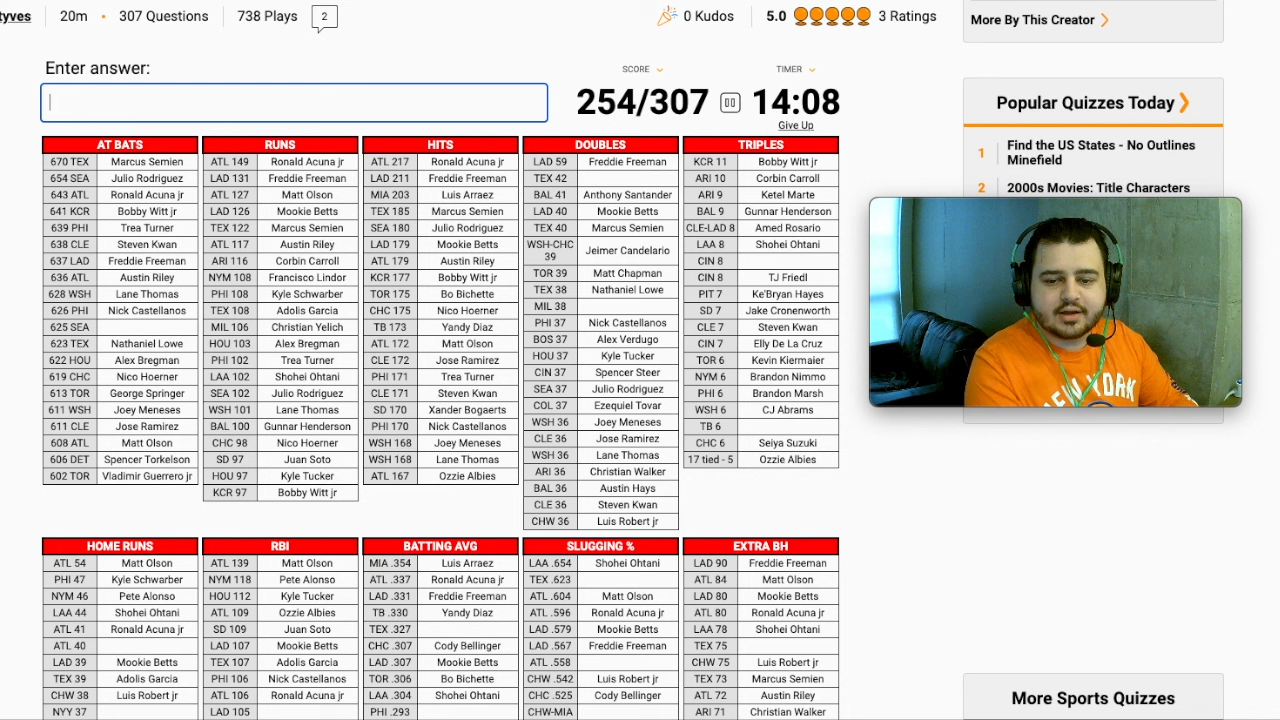 tyves 20m • 307 Questions 738 Plays 2 0 Kudos 5.0 3 Ratings
More By This Creator
Enter answer:
SCORE TIMER
254/307 14:08
Give Up
Popular Quizzes Today
1 Find the US States - No Outlines Minefield
2 2000s Movies: Title Characters
AT BATS
670 TEX Marcus Semien
654 SEA Julio Rodriguez
643 ATL Ronald Acuna jr
641 KCR Bobby Witt jr
639 PHI Trea Turner
638 CLE Steven Kwan
637 LAD Freddie Freeman
636 ATL Austin Riley
628 WSH Lane Thomas
626 PHI Nick Castellanos
625 SEA
623 TEX Nathaniel Lowe
622 HOU Alex Bregman
619 CHC Nico Hoerner
613 TOR George Springer
611 WSH Joey Meneses
611 CLE Jose Ramirez
608 ATL Matt Olson
606 DET Spencer Torkelson
602 TOR Vladimir Guerrero jr
RUNS
ATL 149 Ronald Acuna jr
LAD 131 Freddie Freeman
ATL 127 Matt Olson
LAD 126 Mookie Betts
TEX 122 Marcus Semien
ATL 117 Austin Riley
ARI 116 Corbin Carroll
NYM 108 Francisco Lindor
PHI 108 Kyle Schwarber
TEX 108 Adolis Garcia
MIL 106 Christian Yelich
HOU 103 Alex Bregman
PHI 102 Trea Turner
LAA 102 Shohei Ohtani
SEA 102 Julio Rodriguez
WSH 101 Lane Thomas
BAL 100 Gunnar Henderson
CHC 98 Nico Hoerner
SD 97 Juan Soto
HOU 97 Kyle Tucker
KCR 97 Bobby Witt jr
HITS
ATL 217 Ronald Acuna jr
LAD 211 Freddie Freeman
MIA 203 Luis Arraez
TEX 185 Marcus Semien
SEA 180 Julio Rodriguez
LAD 179 Mookie Betts
ATL 179 Austin Riley
KCR 177 Bobby Witt jr
TOR 175 Bo Bichette
CHC 175 Nico Hoerner
TB 173 Yandy Diaz
ATL 172 Matt Olson
CLE 172 Jose Ramirez
PHI 171 Trea Turner
CLE 171 Steven Kwan
SD 170 Xander Bogaerts
PHI 170 Nick Castellanos
WSH 168 Joey Meneses
WSH 168 Lane Thomas
ATL 167 Ozzie Albies
DOUBLES
LAD 59 Freddie Freeman
TEX 42
BAL 41 Anthony Santander
LAD 40 Mookie Betts
TEX 40 Marcus Semien
WSH-CHC 39 Jeimer Candelario
TOR 39 Matt Chapman
TEX 38 Nathaniel Lowe
MIL 38
PHI 37 Nick Castellanos
BOS 37 Alex Verdugo
HOU 37 Kyle Tucker
CIN 37 Spencer Steer
SEA 37 Julio Rodriguez
COL 37 Ezequiel Tovar
WSH 36 Joey Meneses
CLE 36 Jose Ramirez
WSH 36 Lane Thomas
ARI 36 Christian Walker
BAL 36 Austin Hays
CLE 36 Steven Kwan
CHW 36 Luis Robert jr
TRIPLES
KCR 11 Bobby Witt jr
ARI 10 Corbin Carroll
ARI 9 Ketel Marte
BAL 9 Gunnar Henderson
CLE-LAD 8 Amed Rosario
LAA 8 Shohei Ohtani
CIN 8
CIN 8 TJ Friedl
PIT 7 Ke'Bryan Hayes
SD 7 Jake Cronenworth
CLE 7 Steven Kwan
CIN 7 Elly De La Cruz
TOR 6 Kevin Kiermaier
NYM 6 Brandon Nimmo
PHI 6 Brandon Marsh
WSH 6 CJ Abrams
TB 6
CHC 6 Seiya Suzuki
17 tied - 5 Ozzie Albies
NEW YORK
HOME RUNS
ATL 54 Matt Olson
PHI 47 Kyle Schwarber
NYM 46 Pete Alonso
LAA 44 Shohei Ohtani
ATL 41 Ronald Acuna jr
ATL 40
LAD 39 Mookie Betts
TEX 39 Adolis Garcia
CHW 38 Luis Robert jr
NYY 37
RBI
ATL 139 Matt Olson
NYM 118 Pete Alonso
HOU 112 Kyle Tucker
ATL 109 Ozzie Albies
SD 109 Juan Soto
LAD 107 Mookie Betts
TEX 107 Adolis Garcia
PHI 106 Nick Castellanos
ATL 106 Ronald Acuna jr
LAD 105
BATTING AVG
MIA .354 Luis Arraez
ATL .337 Ronald Acuna jr
LAD .331 Freddie Freeman
TB .330 Yandy Diaz
TEX .327
CHC .307 Cody Bellinger
LAD .307 Mookie Betts
TOR .306 Bo Bichette
LAA .304 Shohei Ohtani
PHI .293
SLUGGING %
LAA .654 Shohei Ohtani
TEX .623
ATL .604 Matt Olson
ATL .596 Ronald Acuna jr
LAD .579 Mookie Betts
LAD .567 Freddie Freeman
ATL .558
CHW .542 Luis Robert jr
CHC .525 Cody Bellinger
CHW-MIA
EXTRA BH
LAD 90 Freddie Freeman
ATL 84 Matt Olson
LAD 80 Mookie Betts
ATL 80 Ronald Acuna jr
LAA 78 Shohei Ohtani
TEX 75
CHW 75 Luis Robert jr
TEX 73 Marcus Semien
ATL 72 Austin Riley
ARI 71 Christian Walker
More Sports Quizzes